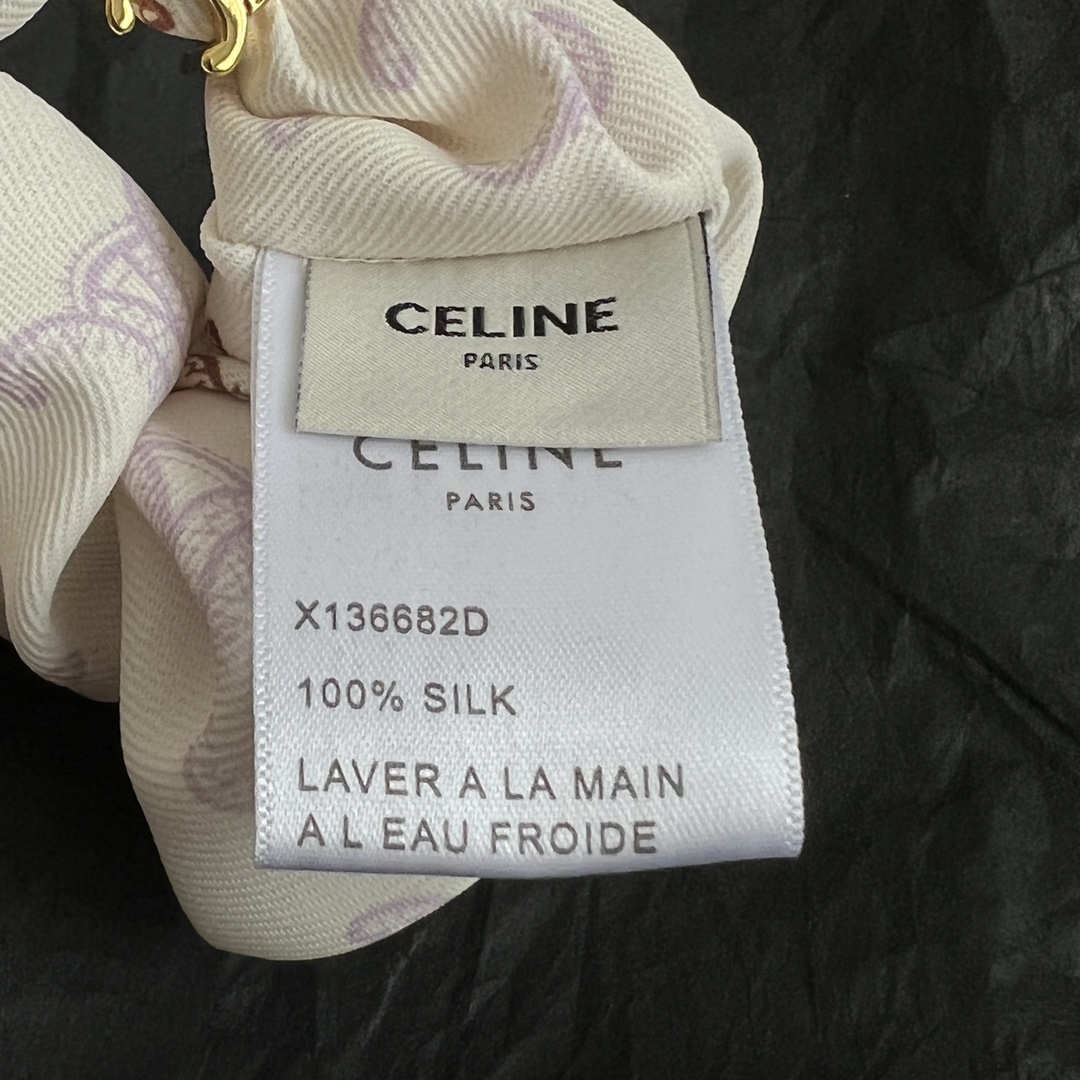 CELINE
PARIS
CELINE
PARIS
X136682D
100% SILK
LAVER A LA MAIN
A L EAU FROIDE